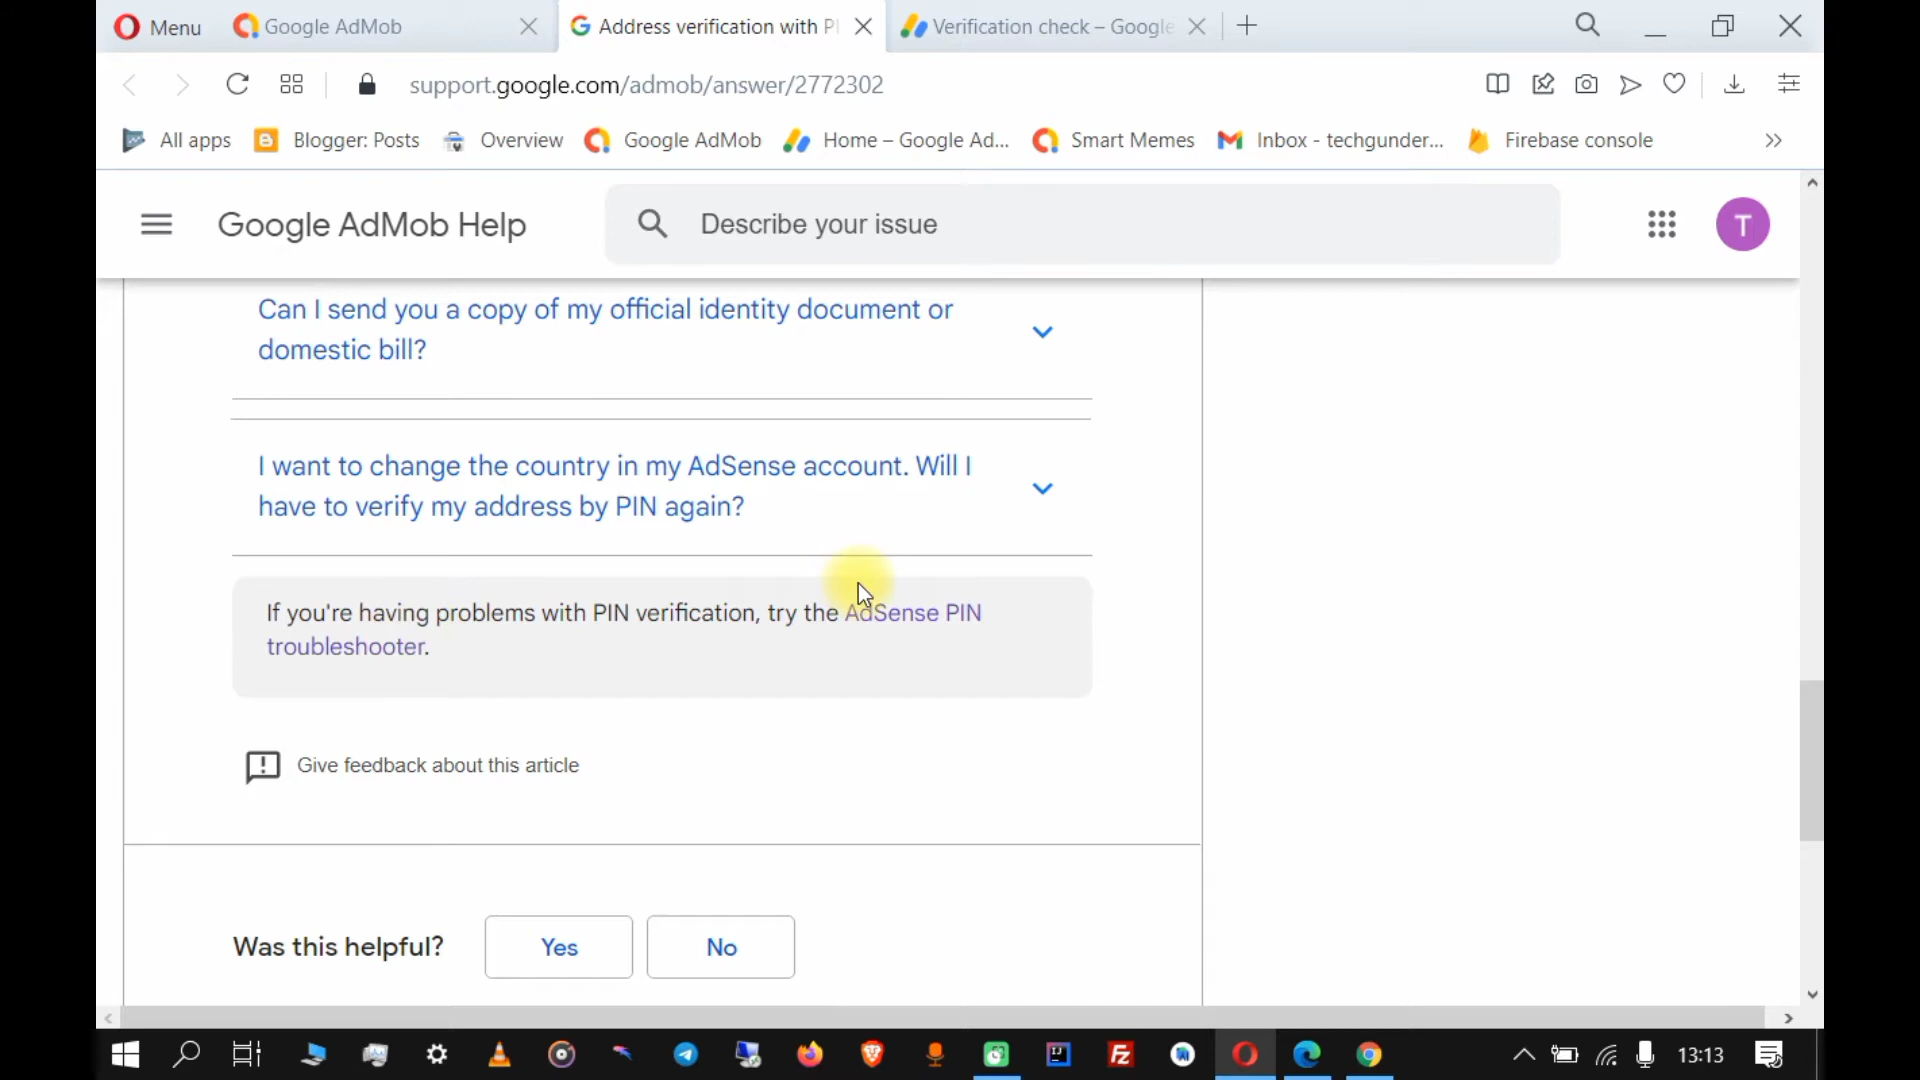 Menu
Google AdMob
Address verification with PI
Verification check – Google
support.google.com/admob/answer/2772302
All apps
Blogger: Posts
Overview
Google AdMob
Home – Google Ad...
Smart Memes
Inbox - techgunder...
Firebase console
Google AdMob Help
Describe your issue
T
Can I send you a copy of my official identity document or
domestic bill?
I want to change the country in my AdSense account. Will I
have to verify my address by PIN again?
If you're having problems with PIN verification, try the AdSense PIN
troubleshooter.
Give feedback about this article
Was this helpful?
Yes
No
13:13